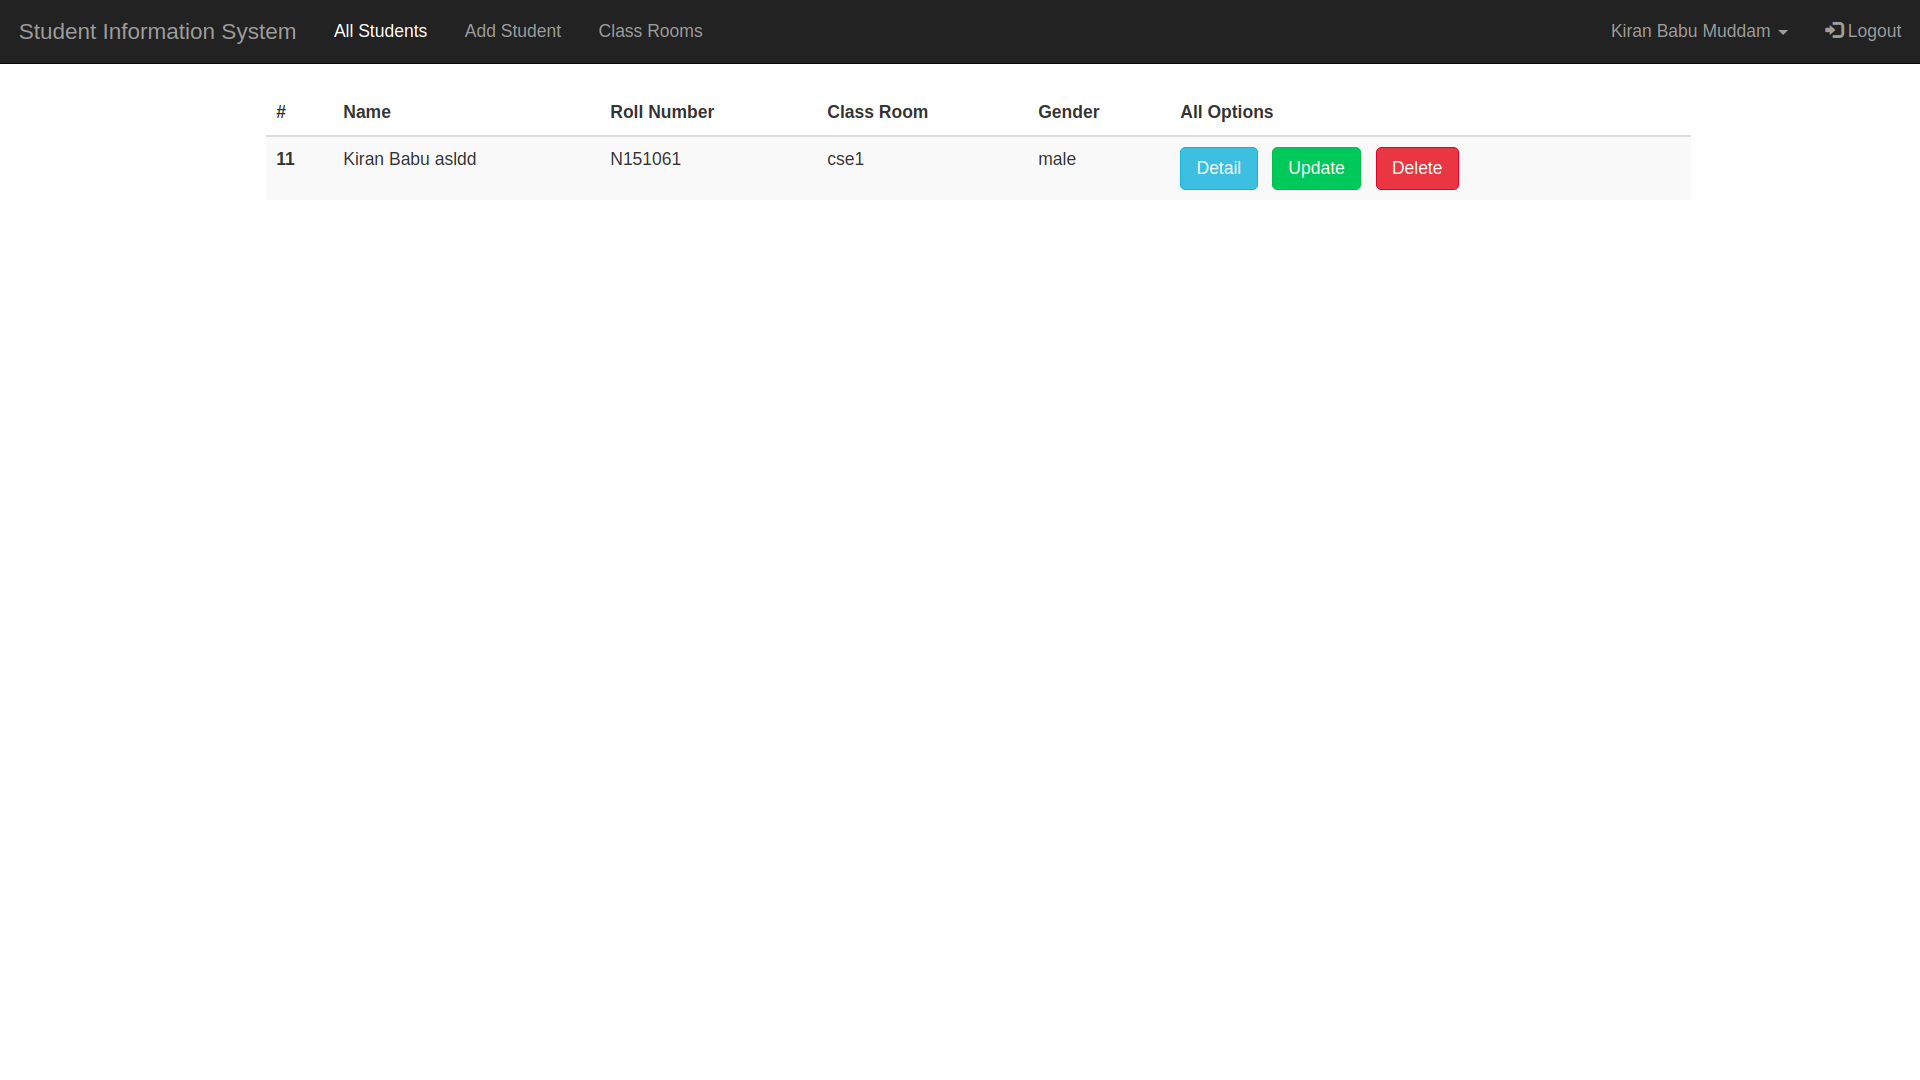 Student Information System All Students Add Student Class Rooms Kiran Babu Muddam Logout
# Name Roll Number Class Room Gender All Options
11 Kiran Babu asldd N151061 cse1 male Detail Update Delete